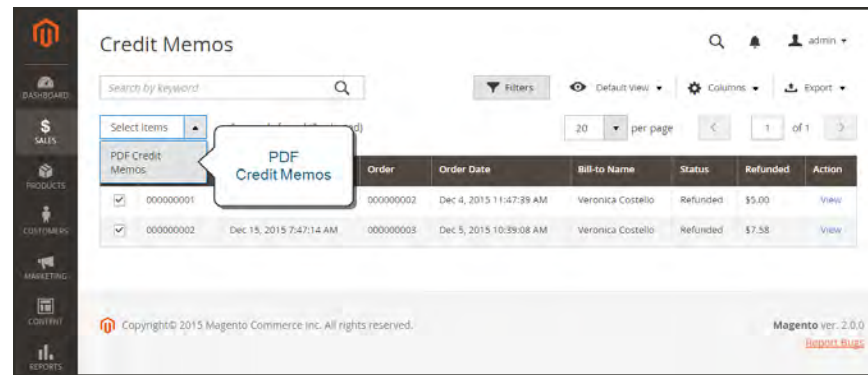 Credit Memos
admin
DASHBOARD
Search by keyword
Filters
Default View
Columns
Export
$
SALES
Select Items
20 per page
1 of 1
PDF Credit
Memos
PDF
Credit Memos
PRODUCTS
Order Order Date Bill-to Name Status Refunded Action
000000001 000000002 Dec 4, 2015 11:47:39 AM Veronica Costello Refunded $5.00 View
CUSTOMERS
000000002 Dec 15, 2015 7:47:14 AM 000000003 Dec 5, 2015 10:39:08 AM Veronica Costello Refunded $7.58 View
MARKETING
CONTENT
Copyright© 2015 Magento Commerce Inc. All rights reserved.
Magento ver. 2.0.0
Report Bugs
REPORTS